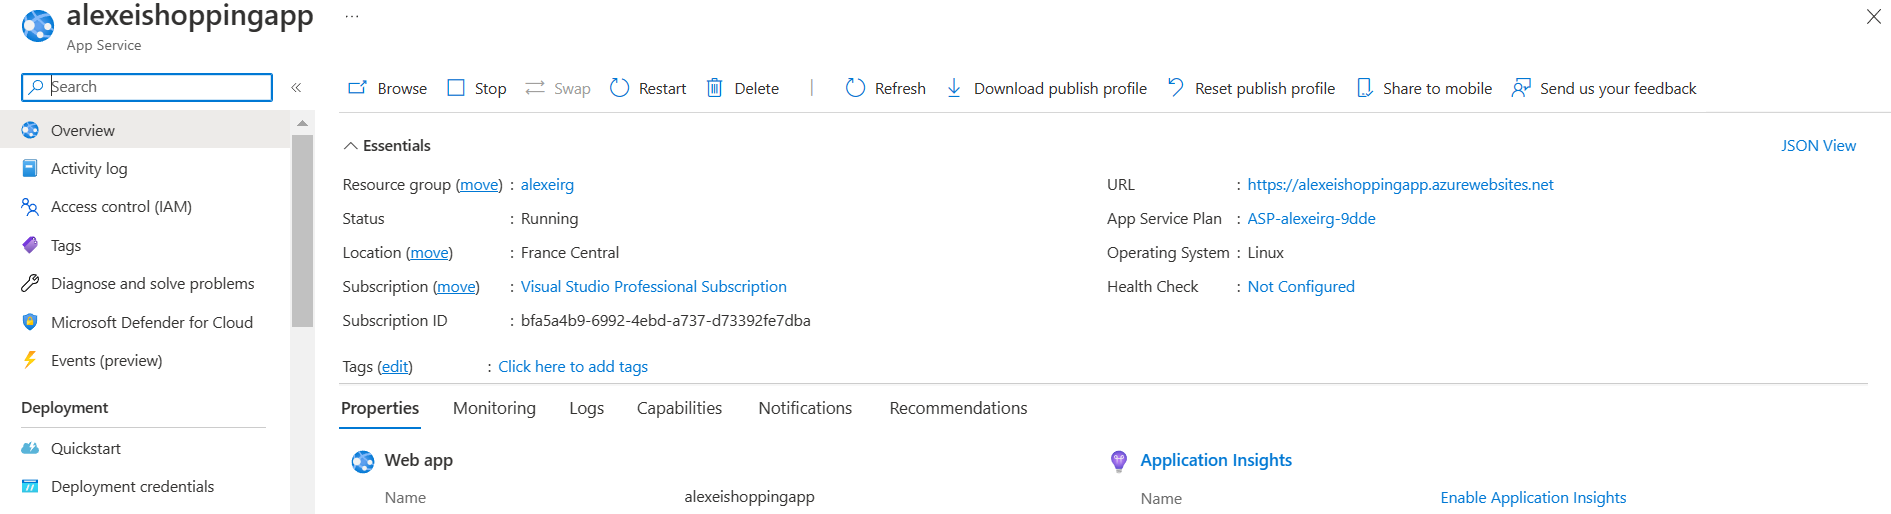 alexeishoppingapp ...
App Service
Search «
Browse Stop Swap Restart Delete | Refresh Download publish profile Reset publish profile Share to mobile Send us your feedback
Overview
Activity log
Access control (IAM)
Tags
Diagnose and solve problems
Microsoft Defender for Cloud
Events (preview)
Deployment
Quickstart
Deployment credentials
Essentials
JSON View
Resource group (move) : alexeirg
Status : Running
Location (move) : France Central
Subscription (move) : Visual Studio Professional Subscription
Subscription ID : bfa5a4b9-6992-4ebd-a737-d73392fe7dba
URL : https://alexeishoppingapp.azurewebsites.net
App Service Plan : ASP-alexeirg-9dde
Operating System : Linux
Health Check : Not Configured
Tags (edit) : Click here to add tags
Properties Monitoring Logs Capabilities Notifications Recommendations
Web app
Name alexeishoppingapp
Application Insights
Name Enable Application Insights